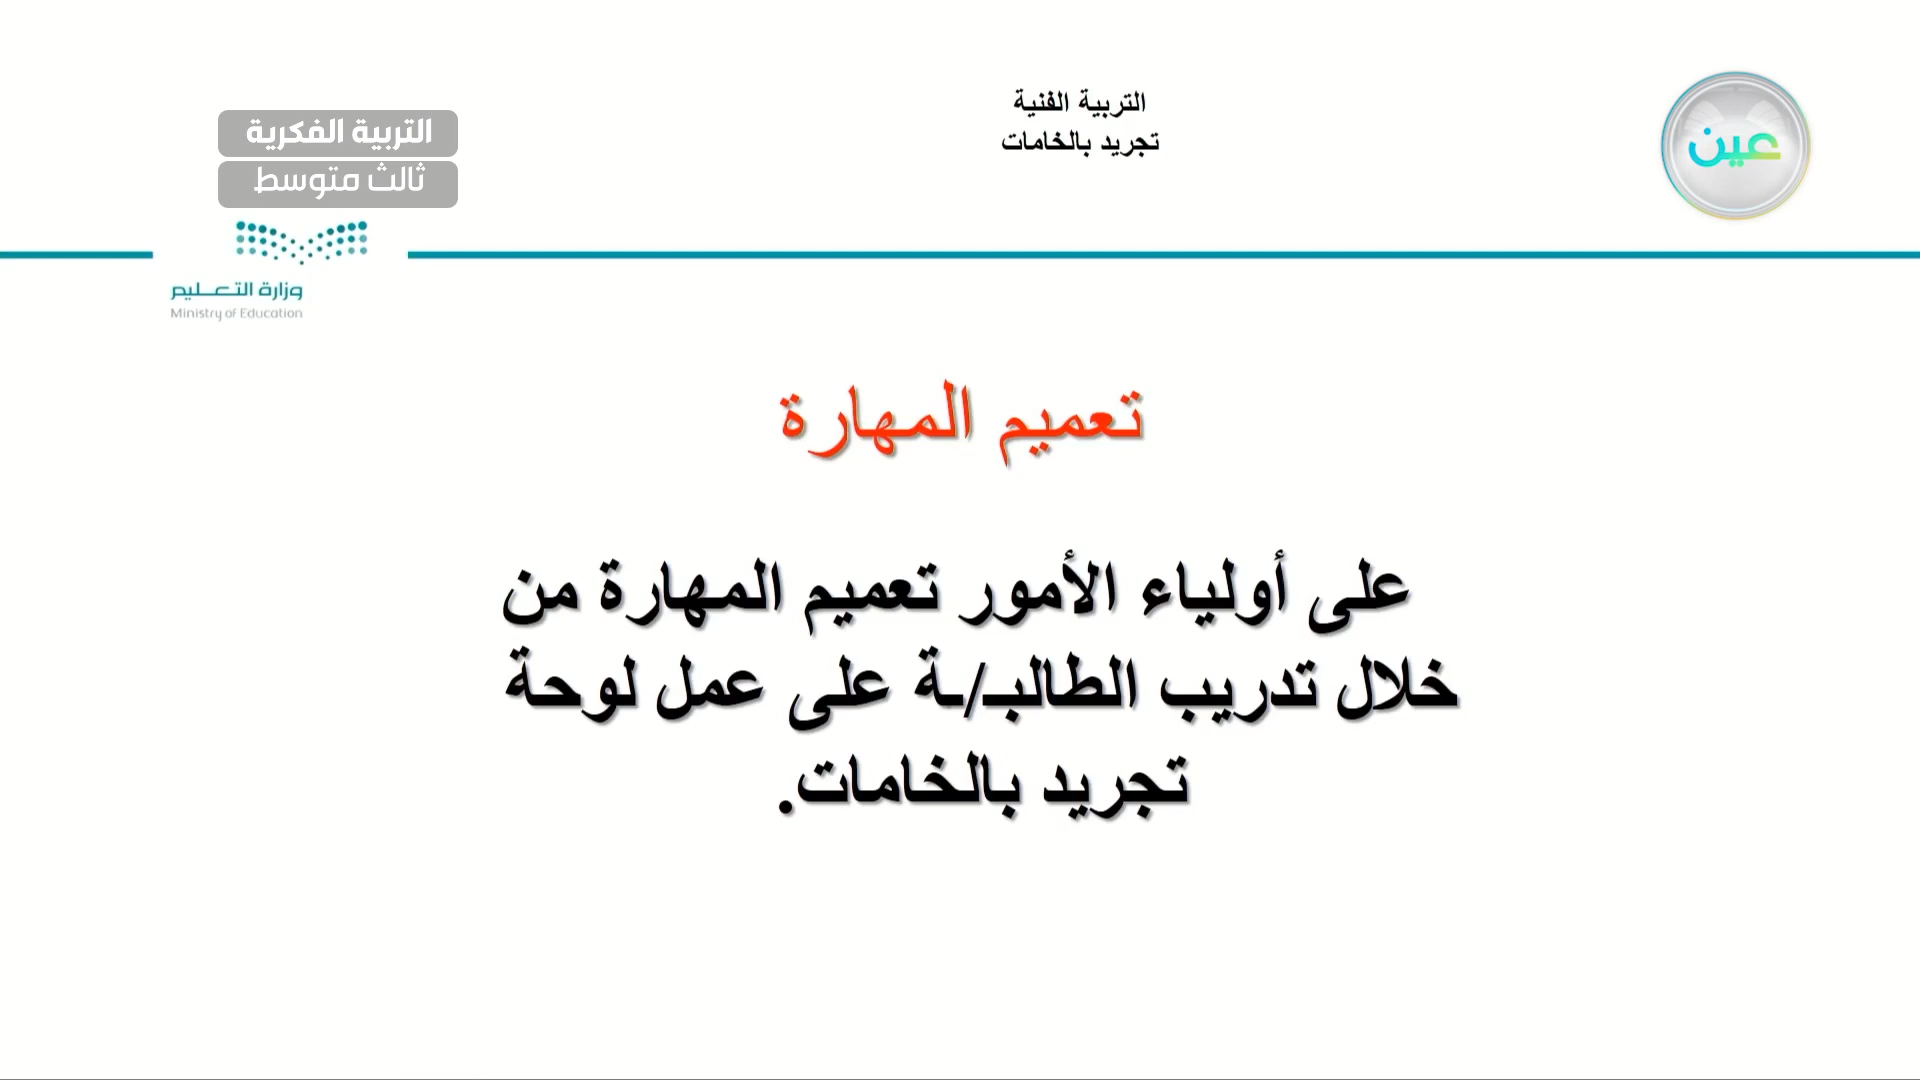 عين
التربية الفنية
تجريد بالخامات
التربية الفكرية
ثالث متوسط
وزارة التعليم
Ministry of Education
تعميم المهارة
على أولياء الأمور تعميم المهارة من
خلال تدريب الطالبـ/ـة على عمل لوحة
تجريد بالخامات.